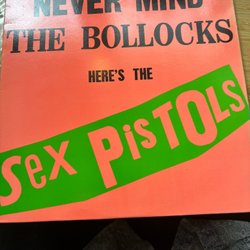 NEVER MIND
THE BOLLOCKS
HERE'S THE
Sex PisTOLs